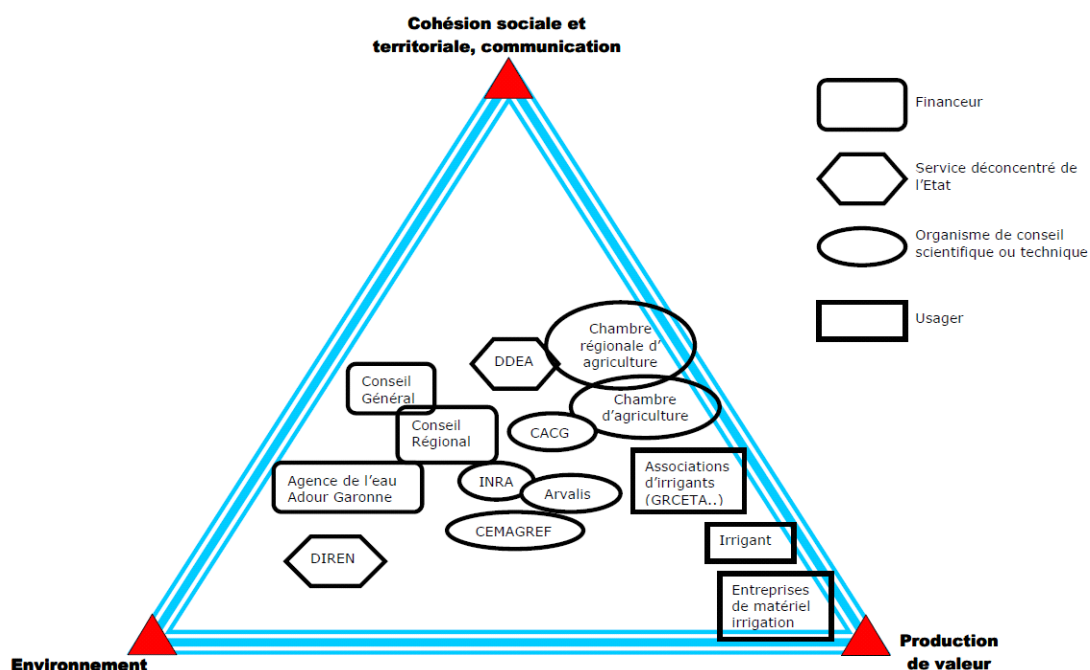 Cohésion sociale et
territoriale, communication
Financeur
Service déconcentré de
l'Etat
Organisme de conseil
scientifique ou technique
Usager
Chambre
régionale d'
agriculture
DDEA
Conseil
Général
Chambre
d'agriculture
Conseil
Régional
CACG
Agence de l'eau
Adour Garonne
INRA
Arvalis
Associations
d'irrigants
(GRCETA..)
CEMAGREF
Irrigant
DIREN
Entreprises
de matériel
irrigation
Environnement
Production
de valeur